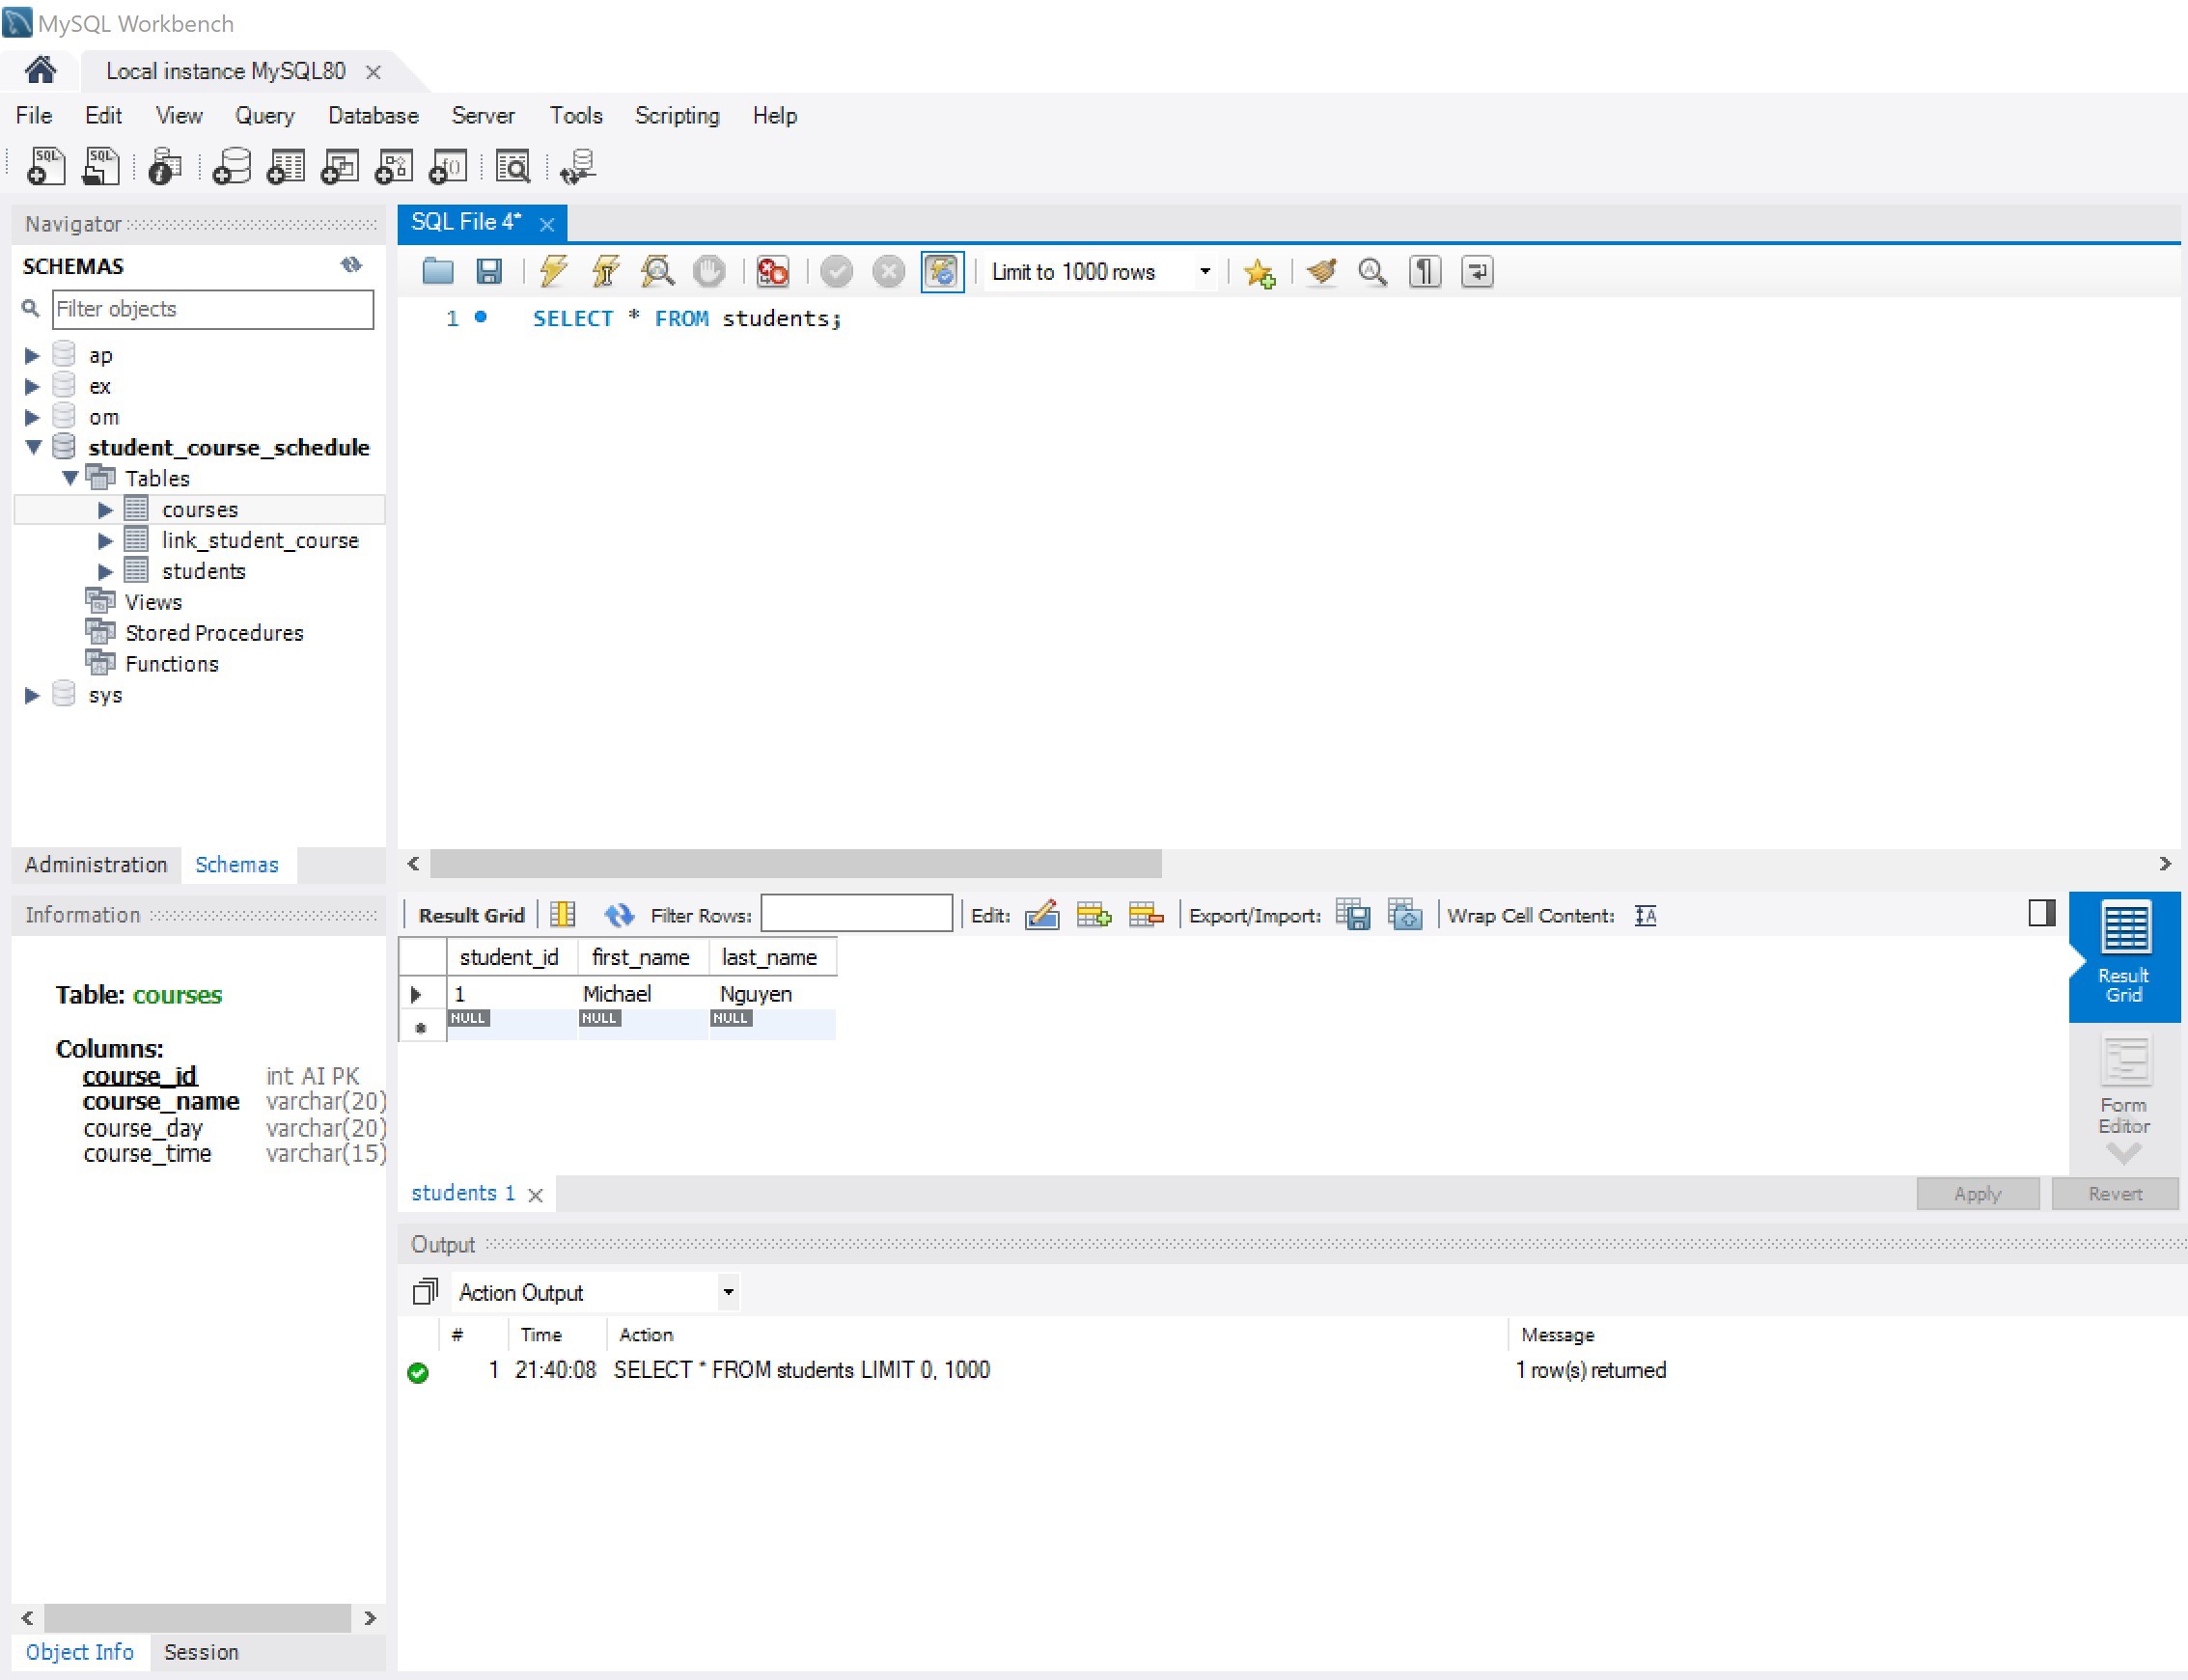 MySQL Workbench
Local instance MySQL80
File Edit View Query Database Server Tools Scripting Help
Navigator
SCHEMAS
Filter objects
ap
ex
om
student_course_schedule
Tables
courses
link_student_course
students
Views
Stored Procedures
Functions
sys
Administration Schemas
Information
Table: courses
Columns:
course_id int AI PK
course_name varchar(20)
course_day varchar(20)
course_time varchar(15)
Object Info Session
SQL File 4*
Limit to 1000 rows
1 SELECT * FROM students;
Result Grid Filter Rows: Edit: Export/Import: Wrap Cell Content:
student_id first_name last_name
1 Michael Nguyen
NULL NULL NULL
Result
Grid
Form
Editor
students 1 Apply Revert
Output
Action Output
# Time Action Message
1 21:40:08 SELECT * FROM students LIMIT 0, 1000 1 row(s) returned